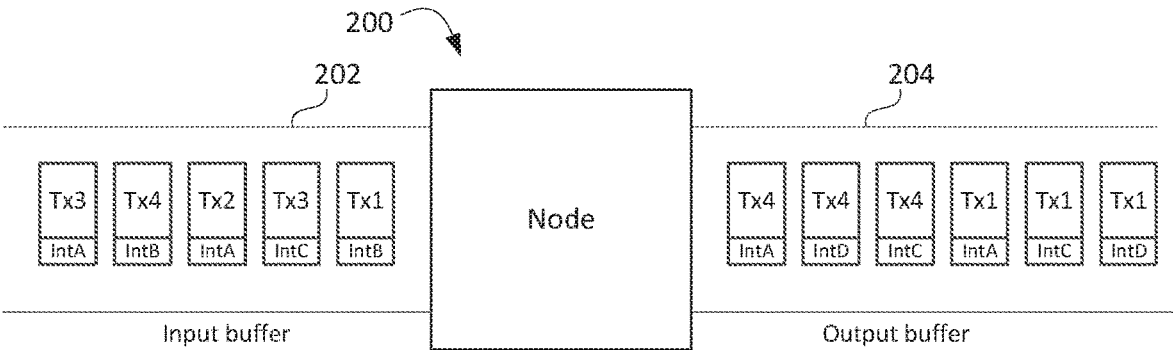 200
202
204
Tx3 Tx4 Tx2 Tx3 Tx1
IntA IntB IntA IntC IntB
Node
Tx4 Tx4 Tx4 Tx1 Tx1 Tx1
IntA IntD IntC IntA IntC IntD
Input buffer
Output buffer